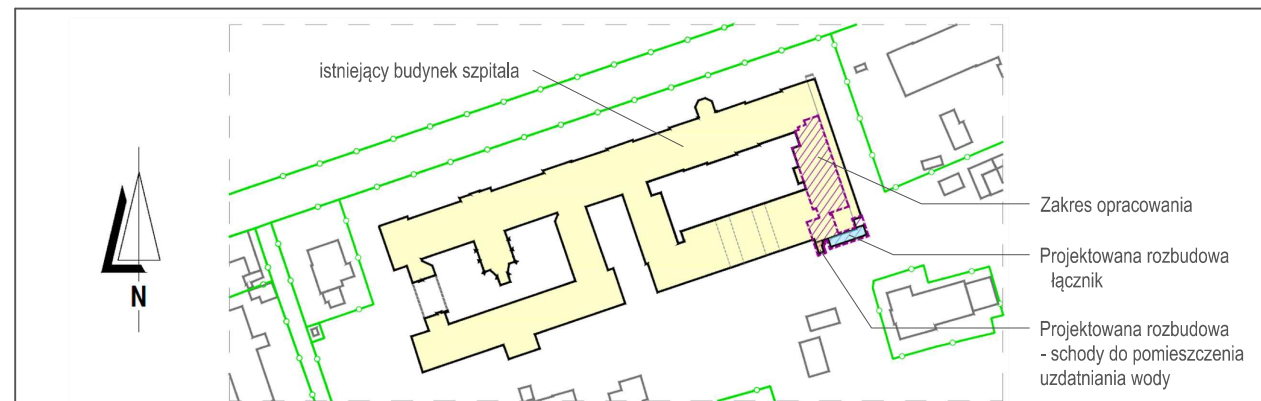 istniejący budynek szpitala
Zakres opracowania
Projektowana rozbudowa
łącznik
Projektowana rozbudowa
- schody do pomieszczenia
uzdatniania wody
N